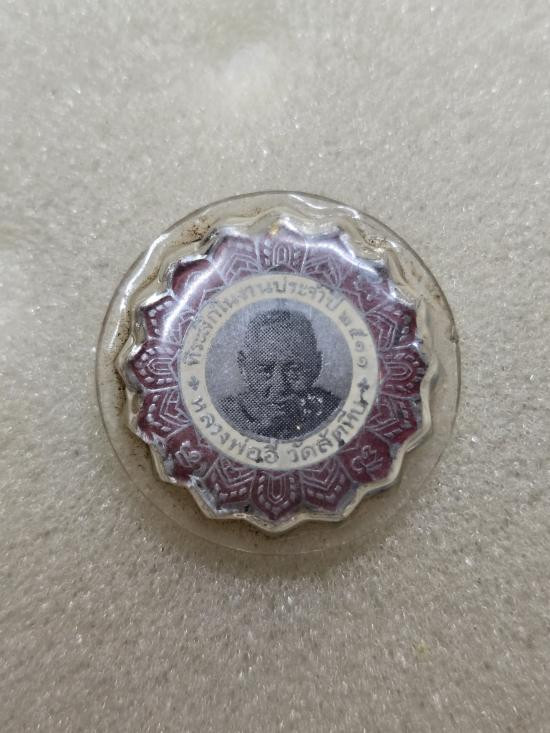 ที่ระลึกในงานประจำปี ๒๕๑๑
หลวงพ่ออี๋ วัดสัตหีบ